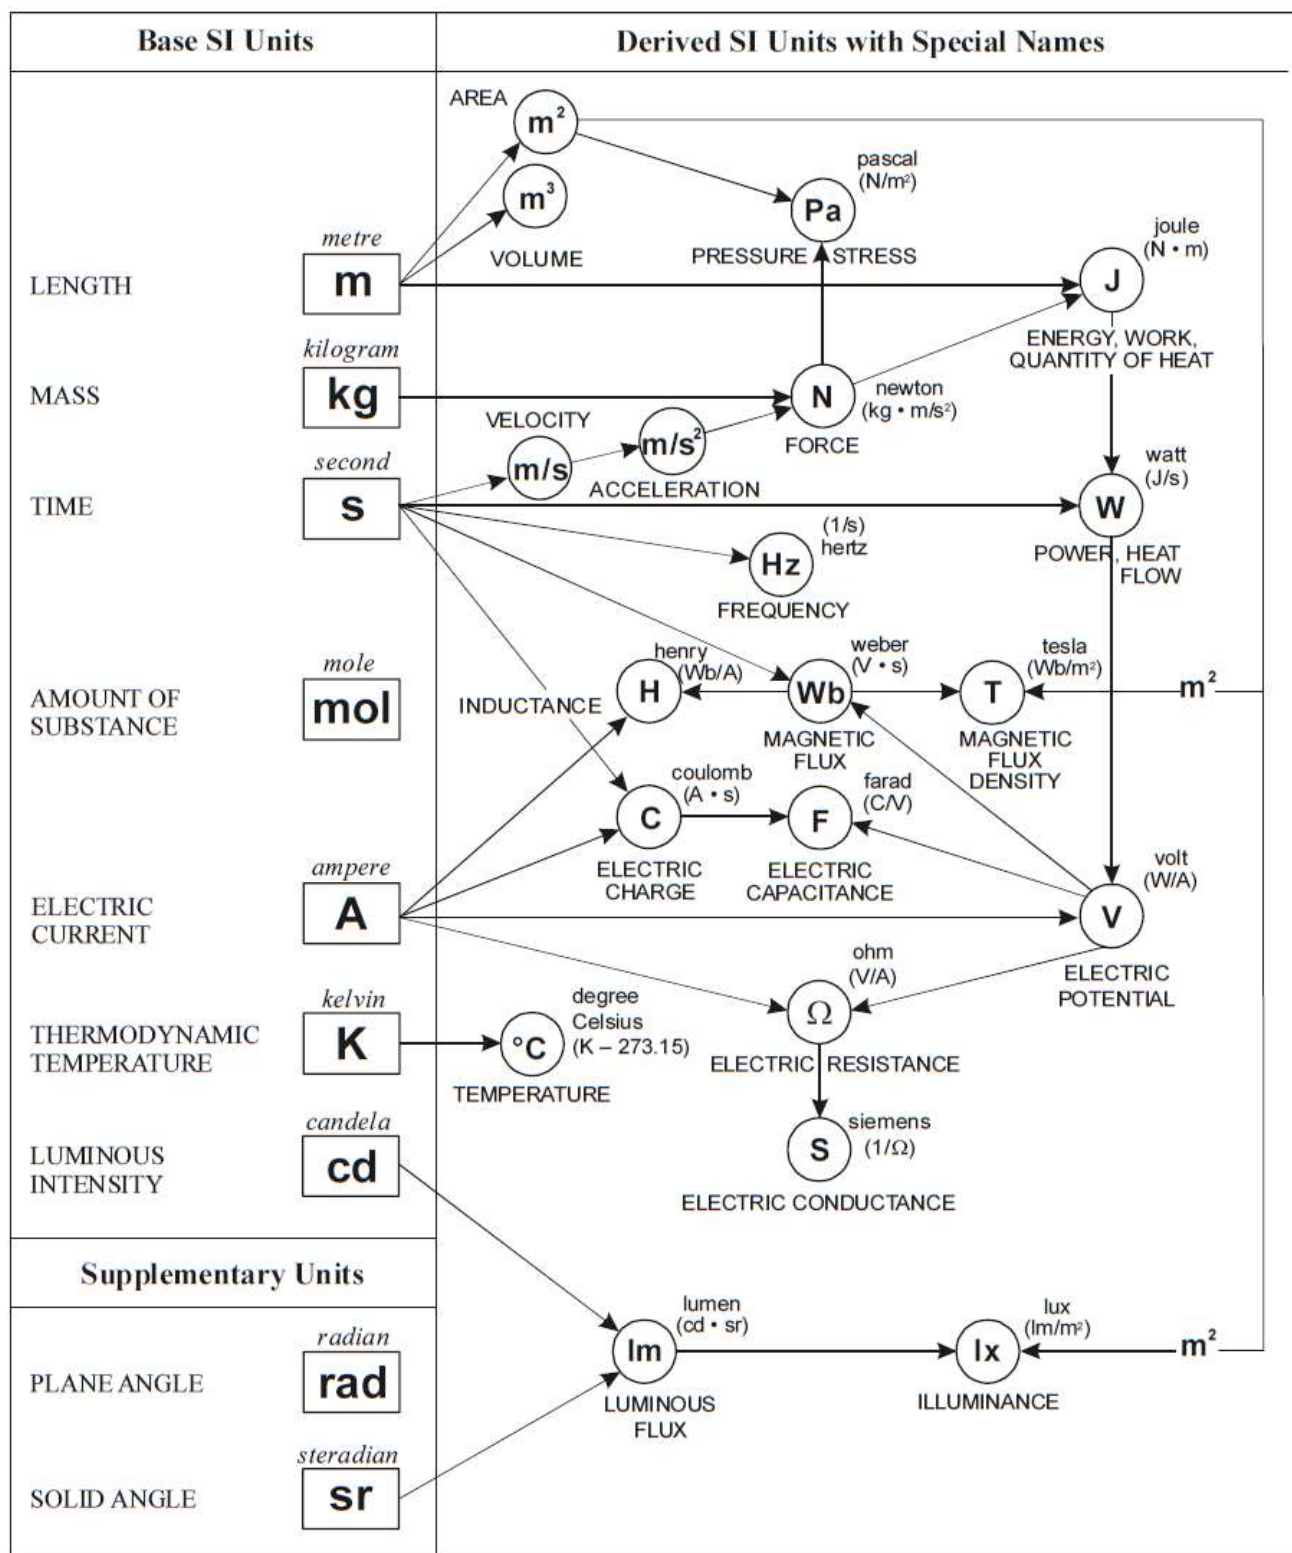 Base SI Units
Derived SI Units with Special Names
AREA
m²
pascal
(N/m²)
m³
Pa
VOLUME
PRESSURE STRESS
joule
(N • m)
metre
LENGTH
m
J
ENERGY, WORK,
QUANTITY OF HEAT
kilogram
MASS
kg
N
newton
(kg • m/s²)
FORCE
VELOCITY
m/s
m/s²
ACCELERATION
second
TIME
s
watt
(J/s)
W
POWER, HEAT
FLOW
(1/s)
hertz
Hz
FREQUENCY
mole
AMOUNT OF
SUBSTANCE
mol
INDUCTANCE
henry
(Wb/A)
H
weber
(V • s)
Wb
MAGNETIC
FLUX
tesla
(Wb/m²)
T
MAGNETIC
FLUX
DENSITY
m²
coulomb
(A • s)
C
ELECTRIC
CHARGE
farad
(C/V)
F
ELECTRIC
CAPACITANCE
ampere
ELECTRIC
CURRENT
A
volt
(W/A)
V
ELECTRIC
POTENTIAL
ohm
(V/A)
Ω
ELECTRIC RESISTANCE
kelvin
THERMODYNAMIC
TEMPERATURE
K
degree
Celsius
(K – 273.15)
°C
TEMPERATURE
siemens
(1/Ω)
S
ELECTRIC CONDUCTANCE
candela
LUMINOUS
INTENSITY
cd
Supplementary Units
radian
PLANE ANGLE
rad
lumen
(cd • sr)
lm
LUMINOUS
FLUX
lux
(lm/m²)
lx
ILLUMINANCE
m²
steradian
SOLID ANGLE
sr